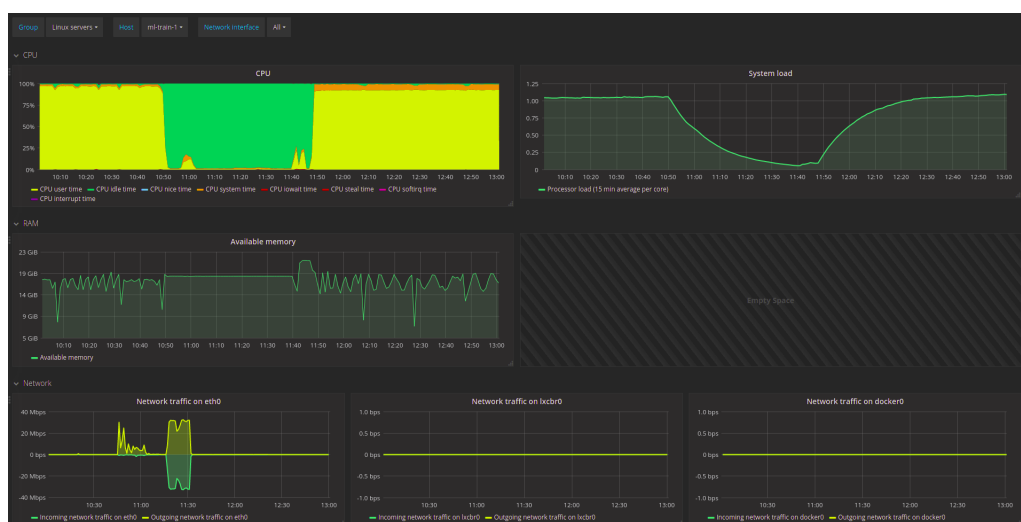 Group Linux servers Host ml-train-1 Network Interface All
CPU
CPU
100%
75%
50%
25%
0%
10:10 10:20 10:30 10:40 10:50 11:00 11:10 11:20 11:30 11:40 11:50 12:00 12:10 12:20 12:30 12:40 12:50 13:00
CPU user time CPU idle time CPU nice time CPU system time CPU iowait time CPU steal time CPU softirq time
CPU interrupt time
System load
1.25
1.00
0.75
0.50
0.25
0
10:10 10:20 10:30 10:40 10:50 11:00 11:10 11:20 11:30 11:40 11:50 12:00 12:10 12:20 12:30 12:40 12:50 13:00
Processor load (15 min average per core)
RAM
Available memory
23 GiB
19 GiB
14 GiB
9 GiB
5 GiB
10:10 10:20 10:30 10:40 10:50 11:00 11:10 11:20 11:30 11:40 11:50 12:00 12:10 12:20 12:30 12:40 12:50 13:00
Available memory
Empty Space
Network
Network traffic on eth0
40 Mbps
20 Mbps
0 bps
-20 Mbps
-40 Mbps
10:30 11:00 11:30 12:00 12:30 13:00
Incoming network traffic on eth0 Outgoing network traffic on eth0
Network traffic on lxcbr0
1.0 bps
0.5 bps
0 bps
-0.5 bps
-1.0 bps
10:30 11:00 11:30 12:00 12:30 13:00
Incoming network traffic on lxcbr0 Outgoing network traffic on lxcbr0
Network traffic on docker0
1.0 bps
0.5 bps
0 bps
-0.5 bps
-1.0 bps
10:30 11:00 11:30 12:00 12:30 13:00
Incoming network traffic on docker0 Outgoing network traffic on docker0